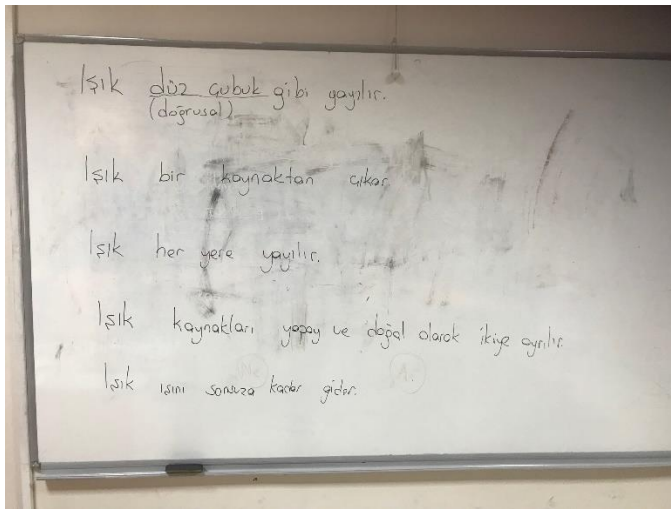 Işık düz çubuk gibi yayılır.
(doğrusal)
Işık bir kaynaktan çıkar
Işık her yere yayılır.
Işık kaynakları yapay ve doğal olarak ikiye ayrılır.
Işık ışını sonsuza kadar gider.